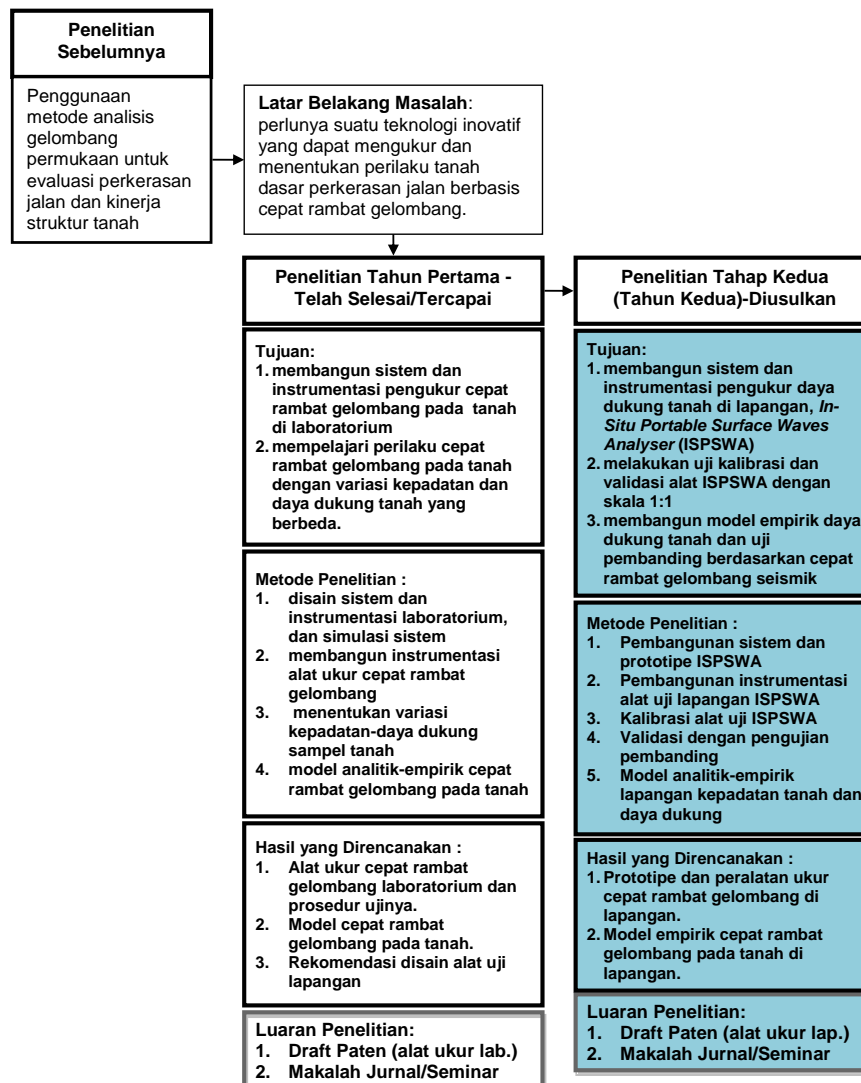 Penelitian
Sebelumnya
Penggunaan
metode analisis
gelombang
permukaan untuk
evaluasi perkerasan
jalan dan kinerja
struktur tanah
Latar Belakang Masalah:
perlunya suatu teknologi inovatif
yang dapat mengukur dan
menentukan perilaku tanah
dasar perkerasan jalan berbasis
cepat rambat gelombang.
Penelitian Tahun Pertama -
Telah Selesai/Tercapai
Tujuan:
1. membangun sistem dan
instrumentasi pengukur cepat
rambat gelombang pada tanah
di laboratorium
2. mempelajari perilaku cepat
rambat gelombang pada tanah
dengan variasi kepadatan dan
daya dukung tanah yang
berbeda.
Metode Penelitian :
1. disain sistem dan
instrumentasi laboratorium,
dan simulasi sistem
2. membangun instrumentasi
alat ukur cepat rambat
gelombang
3. menentukan variasi
kepadatan-daya dukung
sampel tanah
4. model analitik-empirik cepat
rambat gelombang pada tanah
Hasil yang Direncanakan :
1. Alat ukur cepat rambat
gelombang laboratorium dan
prosedur ujinya.
2. Model cepat rambat
gelombang pada tanah.
3. Rekomendasi disain alat uji
lapangan
Luaran Penelitian:
1. Draft Paten (alat ukur lab.)
2. Makalah Jurnal/Seminar
Penelitian Tahap Kedua
(Tahun Kedua)-Diusulkan
Tujuan:
1. membangun sistem dan
instrumentasi pengukur daya
dukung tanah di lapangan, In-
Situ Portable Surface Waves
Analyser (ISPSWA)
2. melakukan uji kalibrasi dan
validasi alat ISPSWA dengan
skala 1:1
3. membangun model empirik daya
dukung tanah dan uji
pembanding berdasarkan cepat
rambat gelombang seismik
Metode Penelitian :
1. Pembangunan sistem dan
prototipe ISPSWA
2. Pembangunan instrumentasi
alat uji lapangan ISPSWA
3. Kalibrasi alat uji ISPSWA
4. Validasi dengan pengujian
pembanding
5. Model analitik-empirik
lapangan kepadatan tanah dan
daya dukung
Hasil yang Direncanakan :
1. Prototipe dan peralatan ukur
cepat rambat gelombang di
lapangan.
2. Model empirik cepat rambat
gelombang pada tanah di
lapangan.
Luaran Penelitian:
1. Draft Paten (alat ukur lap.)
2. Makalah Jurnal/Seminar